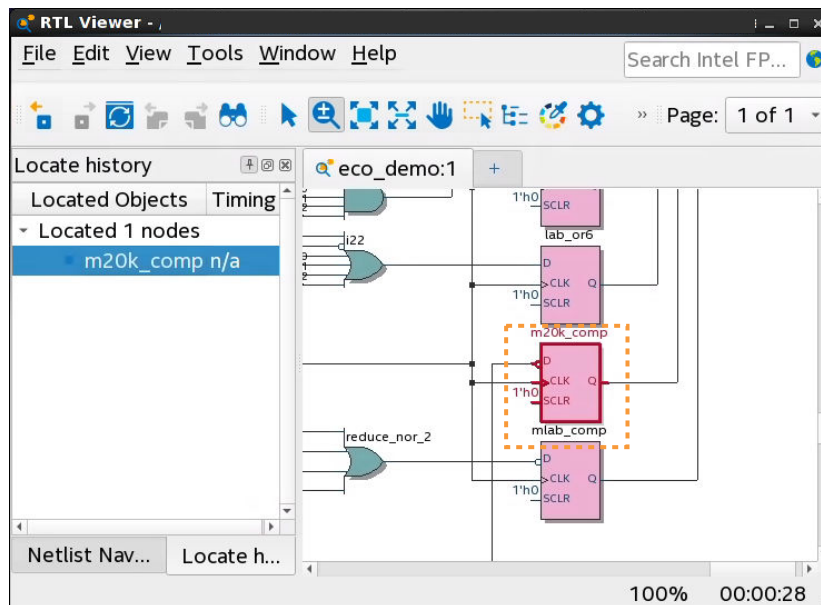 RTL Viewer - 
File Edit View Tools Window Help
Search Intel FP...
Page: 1 of 1
Locate history
eco_demo:1
+
Located Objects Timing
Located 1 nodes
m20k_comp n/a
1'h0 SCLR
lab_or6
i22
D
CLK Q
1'h0 SCLR
m20k_comp
D
CLK Q
1'h0 SCLR
mlab_comp
reduce_nor_2
D
CLK Q
1'h0 SCLR
Netlist Nav...
Locate h...
100% 00:00:28